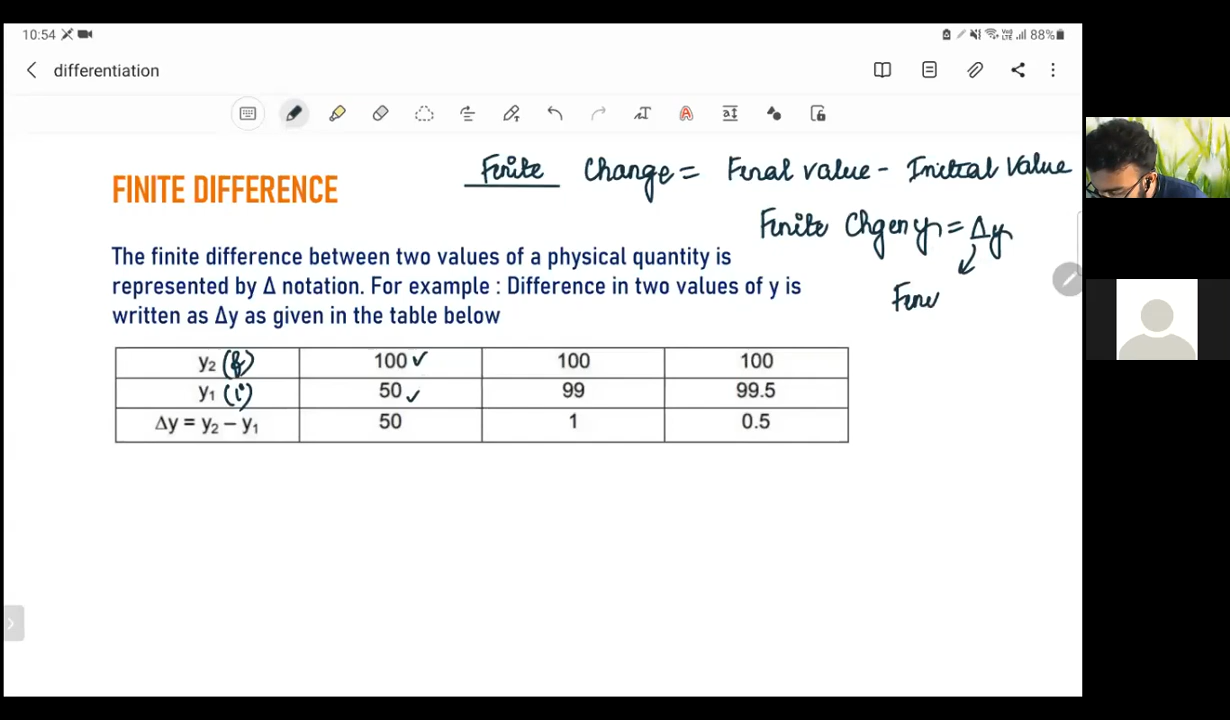 10:54 88%
differentiation
FINITE DIFFERENCE
Finite Change = Final value - Initial Value
Finite Chgen y = Δy
The finite difference between two values of a physical quantity is
represented by Δ notation. For example : Difference in two values of y is
written as Δy as given in the table below
y2 (f) 100 ✓ 100 100
y1 (i) 50 ✓ 99 99.5
Δy = y2 – y1 50 1 0.5